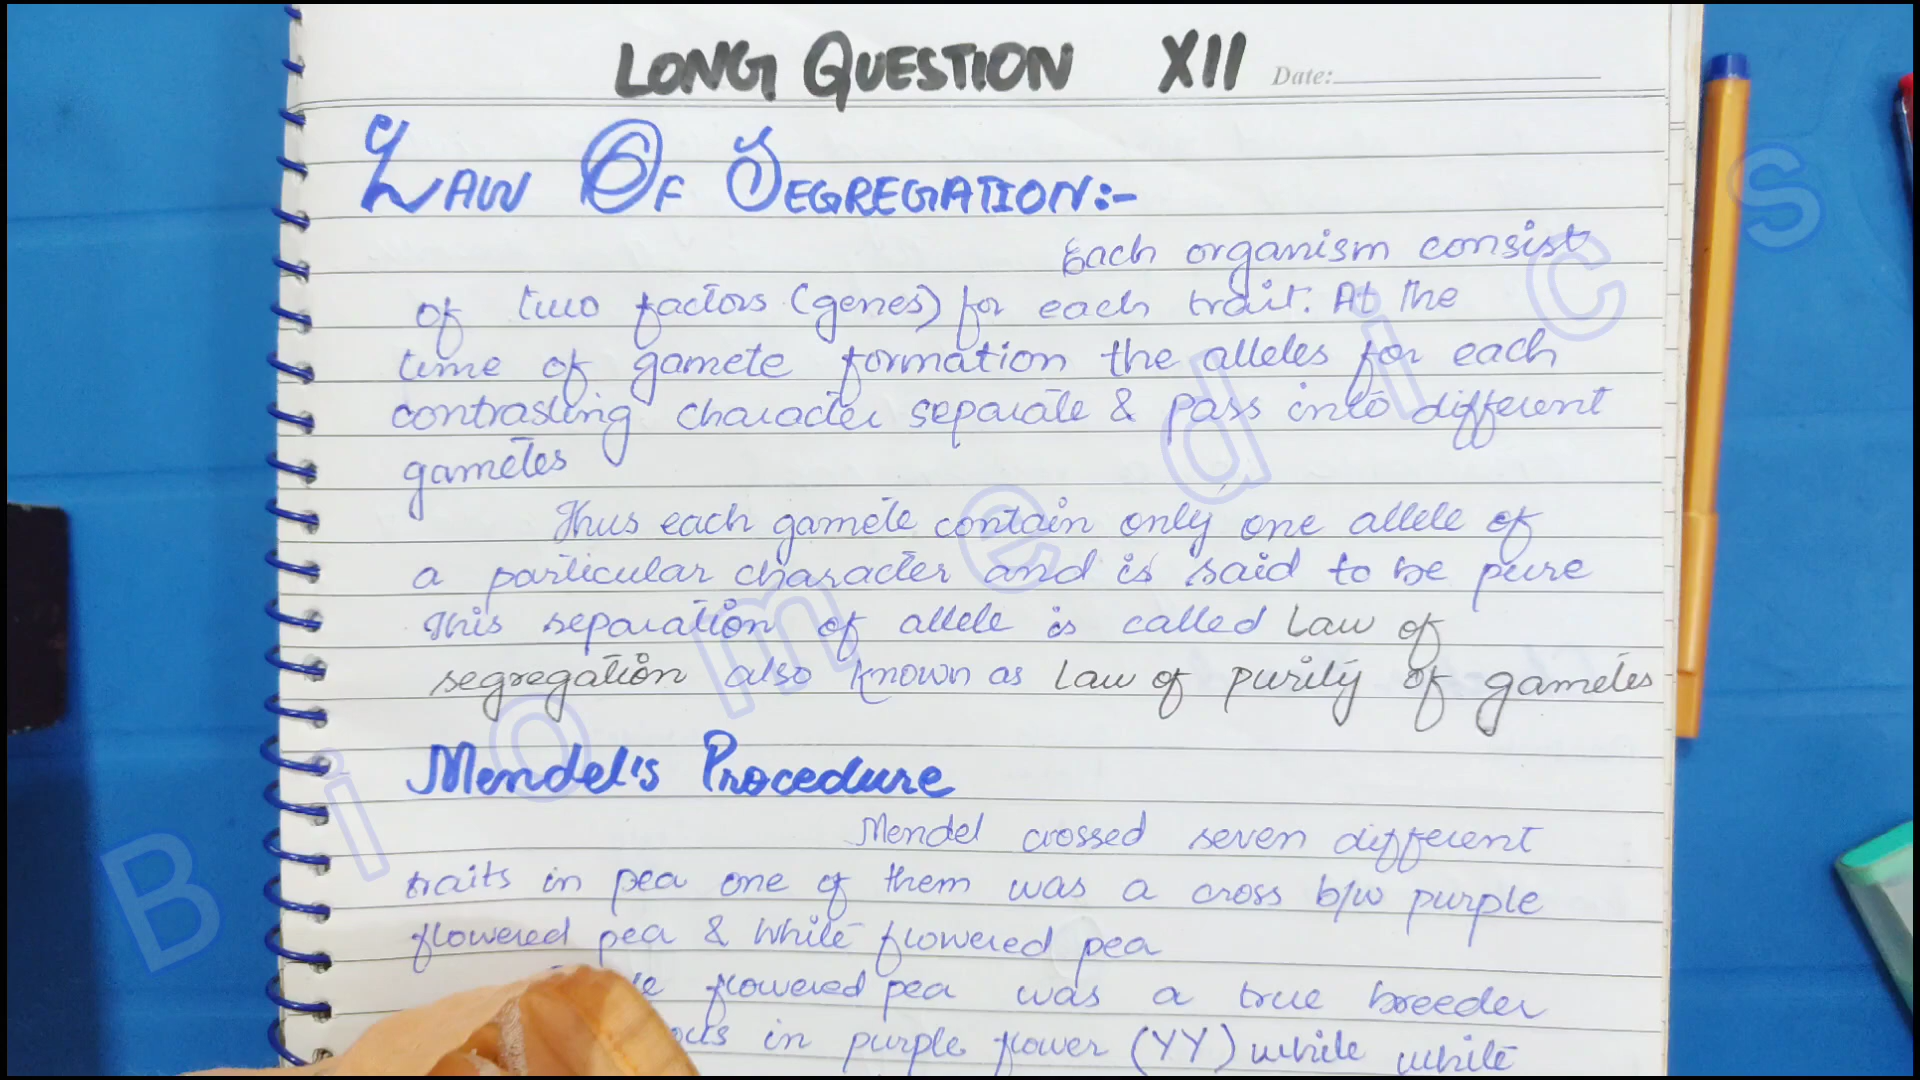 LONG QUESTION XII Date:
LAW OF SEGREGATION:-
Each organism consist
of two factors (genes) for each trait. At the
time of gamete formation the alleles for each
contrasting character separate & pass into different
gametes
Thus each gamete contain only one allele of
a particular character and is said to be pure
This separation of allele is called Law of
segregation also known as Law of purity of gametes
Mendel's Procedure
Mendel crossed seven different
traits in pea one of them was a cross b/w purple
flowered pea & white flowered pea
flowered pea was a true breeder
in purple flower (YY) while white
Biomedics